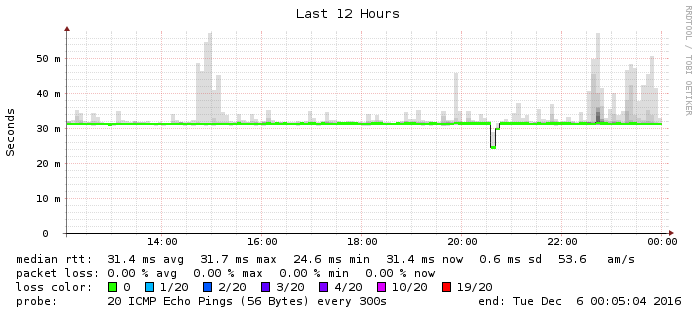 Last 12 Hours
RRDTOOL / TOBI OETIKER
Seconds
50 m
40 m
30 m
20 m
10 m
0
14:00 16:00 18:00 20:00 22:00 00:00
median rtt: 31.4 ms avg 31.7 ms max 24.6 ms min 31.4 ms now 0.6 ms sd 53.6 am/s
packet loss: 0.00 % avg 0.00 % max 0.00 % min 0.00 % now
loss color: 0 1/20 2/20 3/20 4/20 10/20 19/20
probe: 20 ICMP Echo Pings (56 Bytes) every 300s end: Tue Dec 6 00:05:04 2016